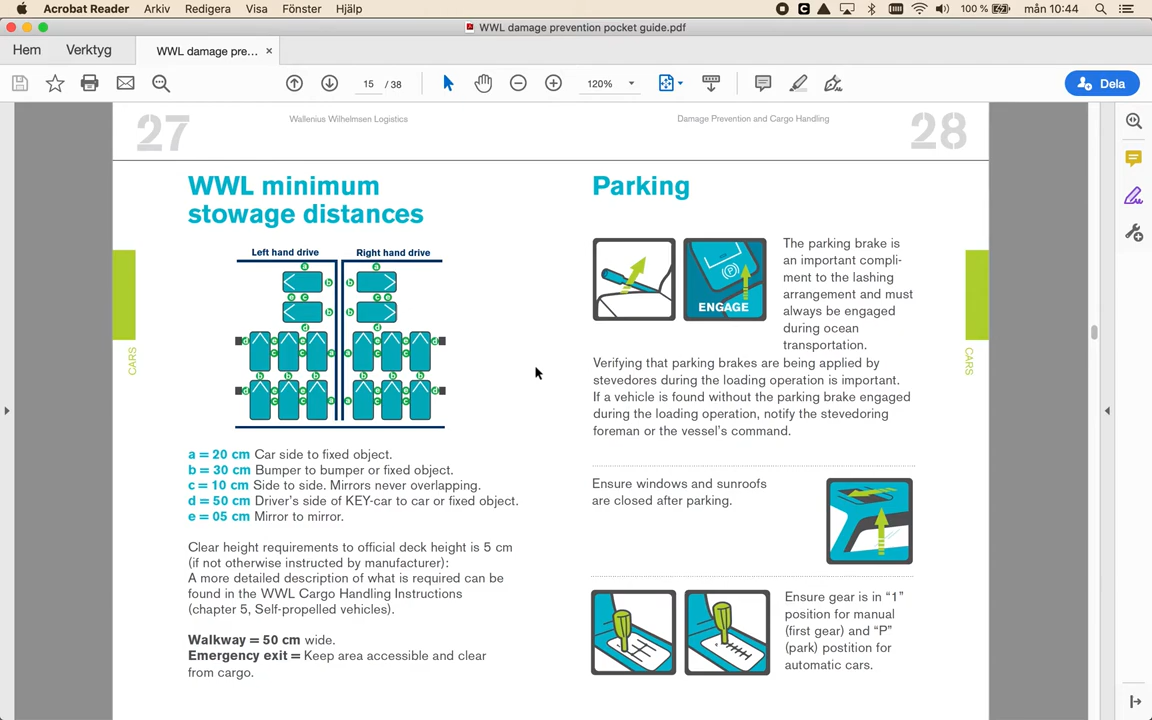 Acrobat Reader Arkiv Redigera Visa Fönster Hjälp 100 % mån 10:44
WWL damage prevention pocket guide.pdf
Hem Verktyg WWL damage pre... ×
15 / 38 120% Dela
27 Wallenius Wilhelmsen Logistics
WWL minimum
stowage distances
Left hand drive Right hand drive
CARS
a = 20 cm Car side to fixed object.
b = 30 cm Bumper to bumper or fixed object.
c = 10 cm Side to side. Mirrors never overlapping.
d = 50 cm Driver's side of KEY-car to car or fixed object.
e = 05 cm Mirror to mirror.
Clear height requirements to official deck height is 5 cm
(if not otherwise instructed by manufacturer):
A more detailed description of what is required can be
found in the WWL Cargo Handling Instructions
(chapter 5, Self-propelled vehicles).
Walkway = 50 cm wide.
Emergency exit = Keep area accessible and clear
from cargo.
Damage Prevention and Cargo Handling 28
Parking
(P)
ENGAGE
The parking brake is
an important compli-
ment to the lashing
arrangement and must
always be engaged
during ocean
transportation.
Verifying that parking brakes are being applied by
stevedores during the loading operation is important.
If a vehicle is found without the parking brake engaged
during the loading operation, notify the stevedoring
foreman or the vessel's command.
CARS
Ensure windows and sunroofs
are closed after parking.
Ensure gear is in “1”
position for manual
(first gear) and “P”
(park) postition for
automatic cars.